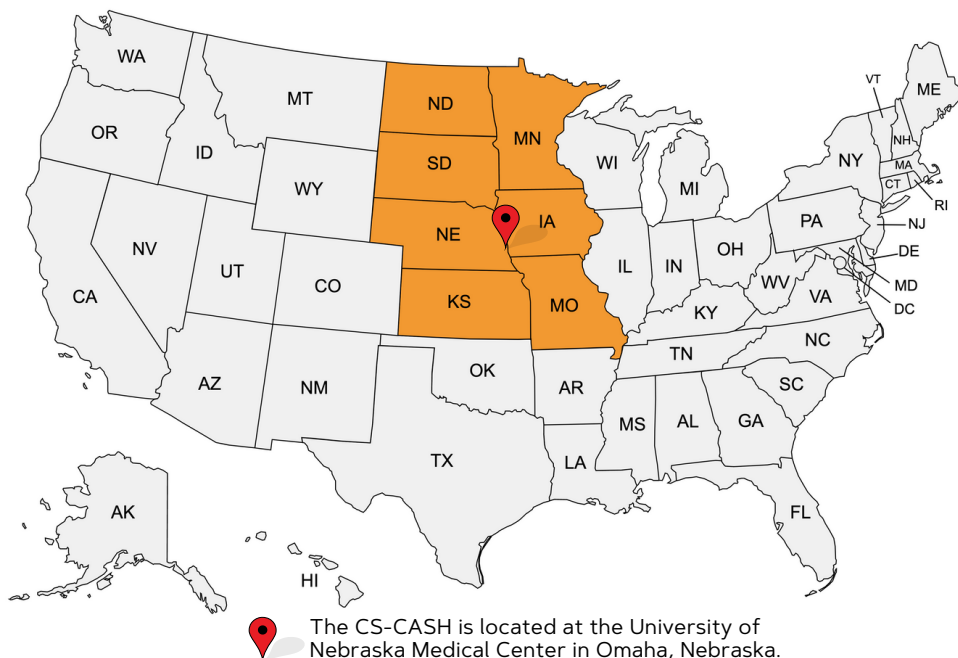 WA
MT
ND
MN
VT
ME
OR
ID
SD
WI
NY
NH
MA
WY
MI
CT
RI
NE
IA
PA
NJ
NV
UT
CO
IL
IN
OH
DE
CA
KS
MO
WV
VA
MD
DC
KY
AZ
NM
OK
AR
TN
NC
SC
MS
AL
GA
TX
LA
AK
FL
HI
The CS-CASH is located at the University of
Nebraska Medical Center in Omaha, Nebraska.